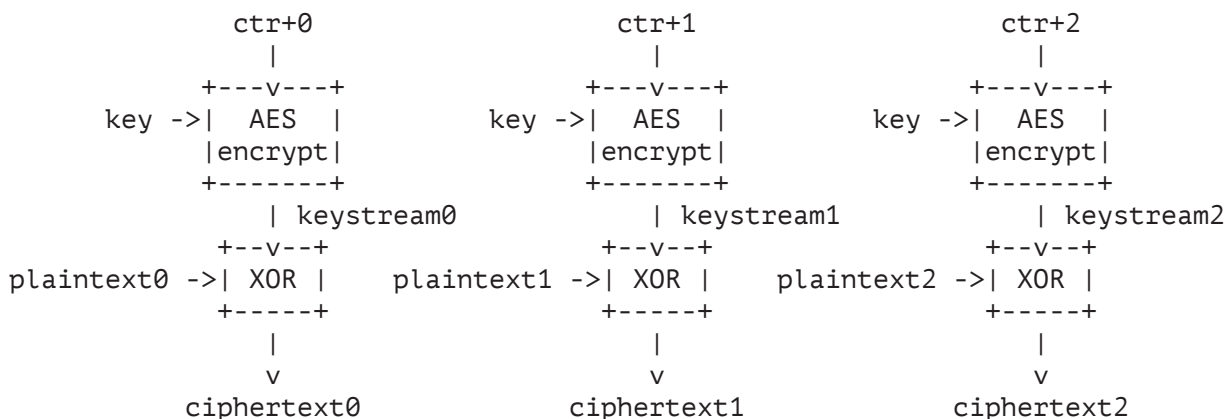 ctr+0 ctr+1 ctr+2
| | |
+---v---+ +---v---+ +---v---+
key ->| AES | key ->| AES | key ->| AES |
|encrypt| |encrypt| |encrypt|
+-------+ +-------+ +-------+
| keystream0 | keystream1 | keystream2
+--v--+ +--v--+ +--v--+
plaintext0 ->| XOR | plaintext1 ->| XOR | plaintext2 ->| XOR |
+-----+ +-----+ +-----+
| | |
v v v
ciphertext0 ciphertext1 ciphertext2